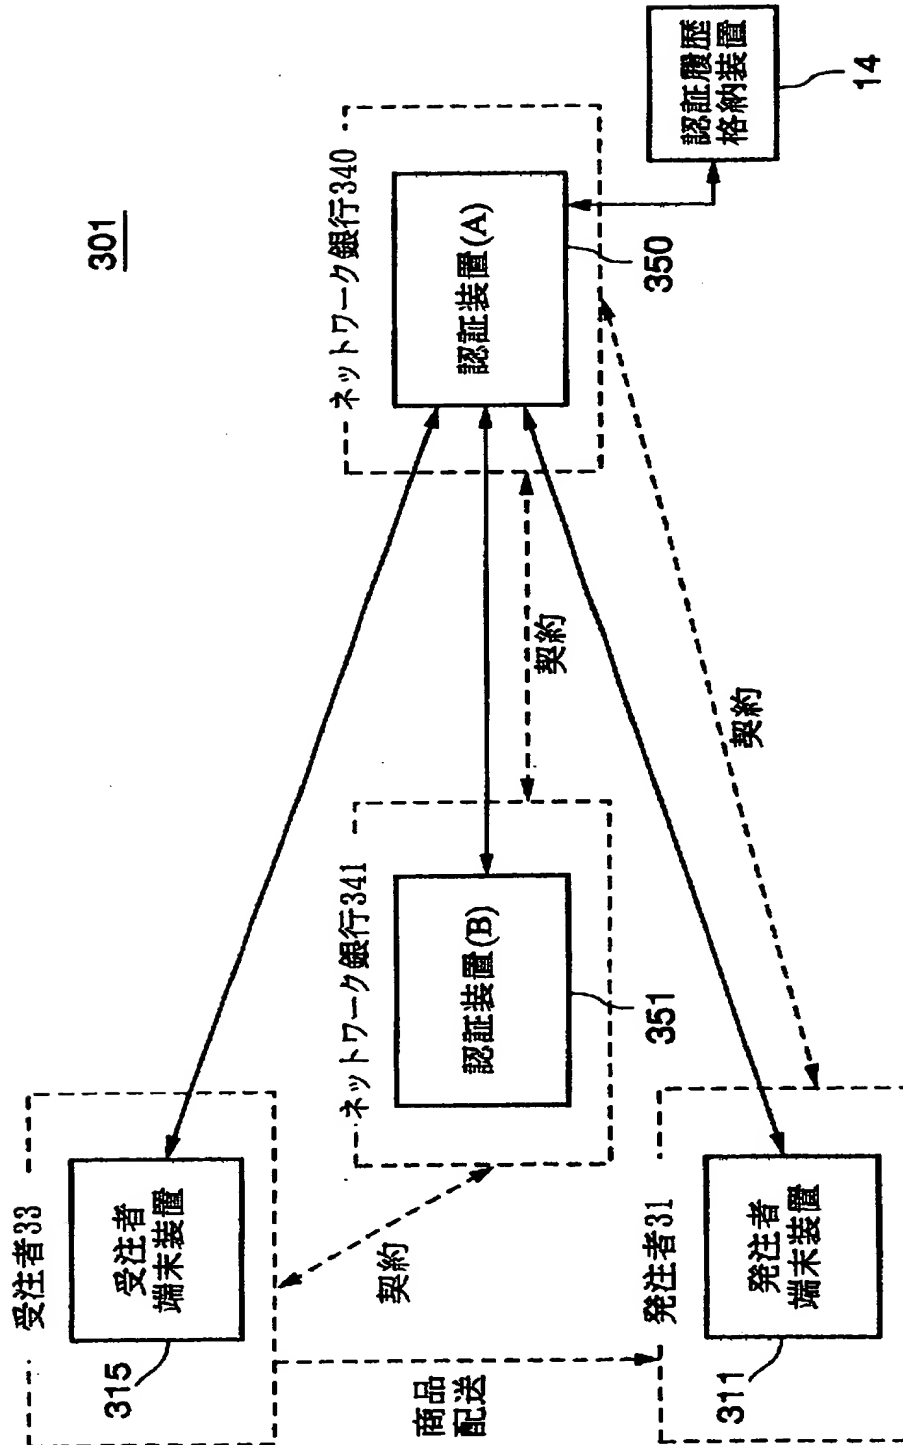 301
受注者33
受注者
端末装置
315
ネットワーク銀行341
認証装置(B)
351
ネットワーク銀行340
認証装置(A)
350
認証履歴
格納装置
14
契約
契約
契約
商品
配送
発注者31
発注者
端末装置
311